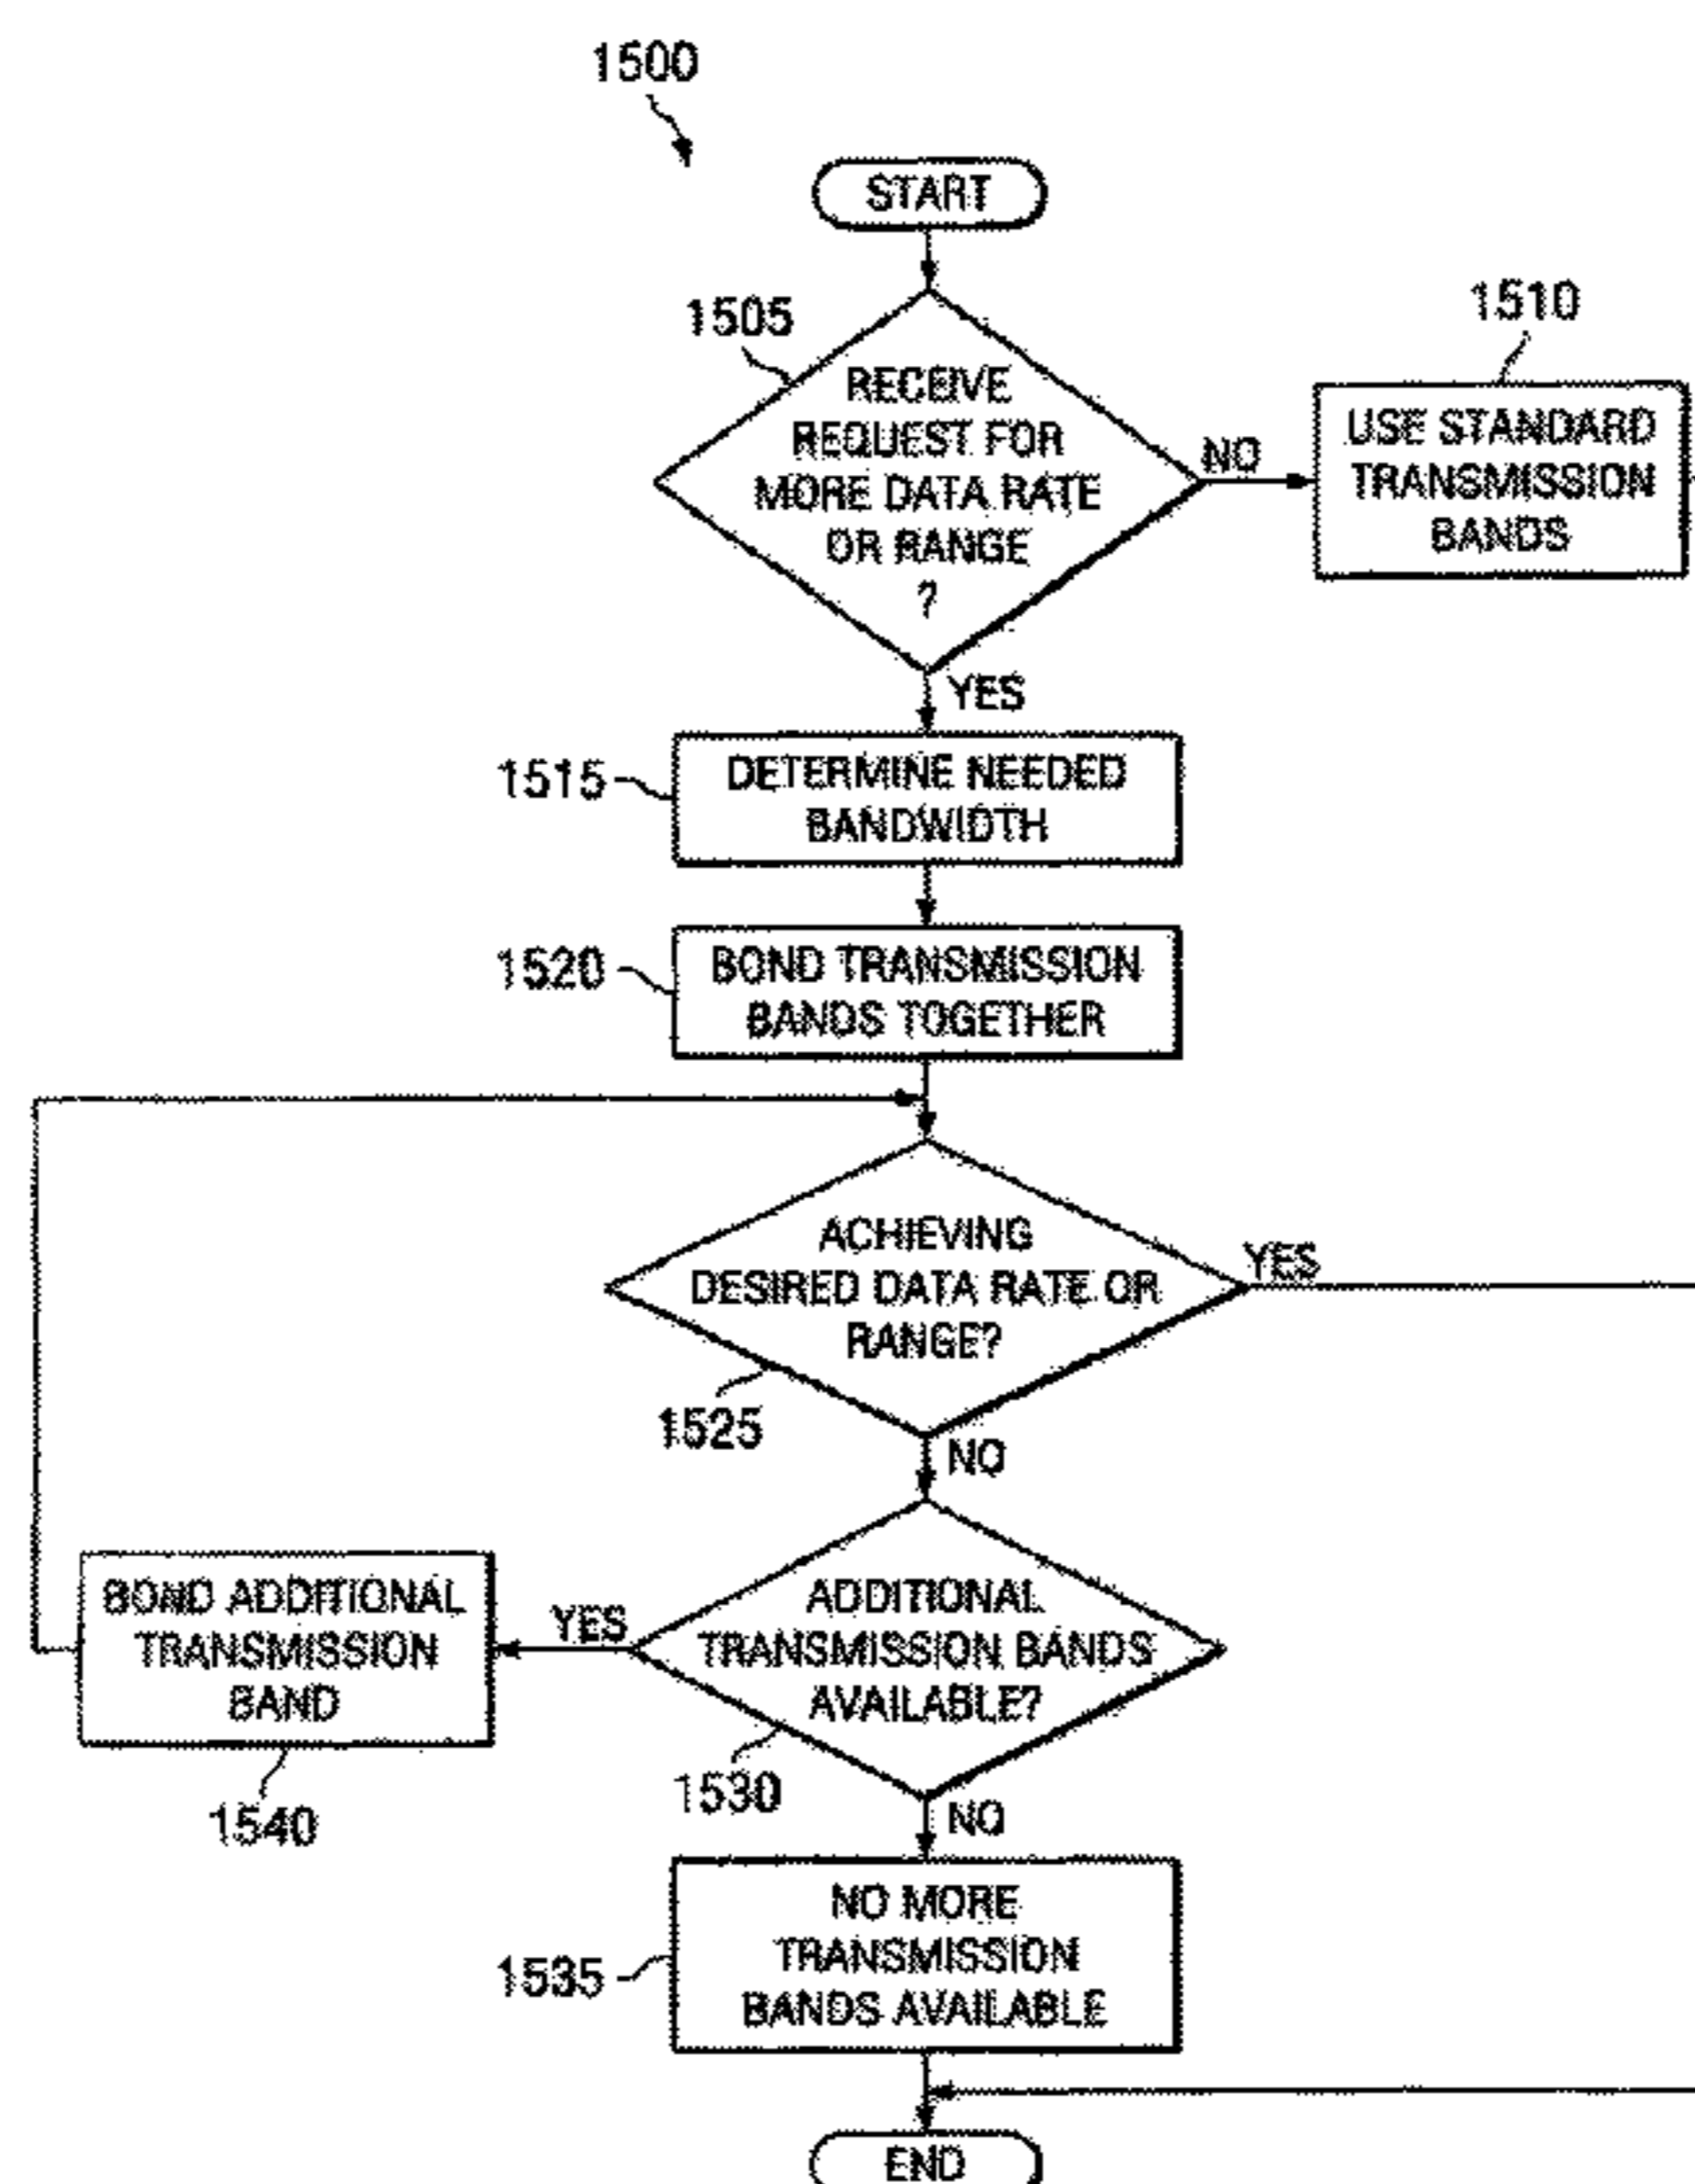 1500
START
1505
RECEIVE
REQUEST FOR
MORE DATA RATE
OR RANGE
?
NO
1510
USE STANDARD
TRANSMISSION
BANDS
YES
1515
DETERMINE NEEDED
BANDWIDTH
1520
BOND TRANSMISSION
BANDS TOGETHER
ACHIEVING
DESIRED DATA RATE OR
RANGE?
YES
1525
NO
BOND ADDITIONAL
TRANSMISSION
BAND
1540
YES
ADDITIONAL
TRANSMISSION BANDS
AVAILABLE?
1530
NO
1535
NO MORE
TRANSMISSION
BANDS AVAILABLE
END